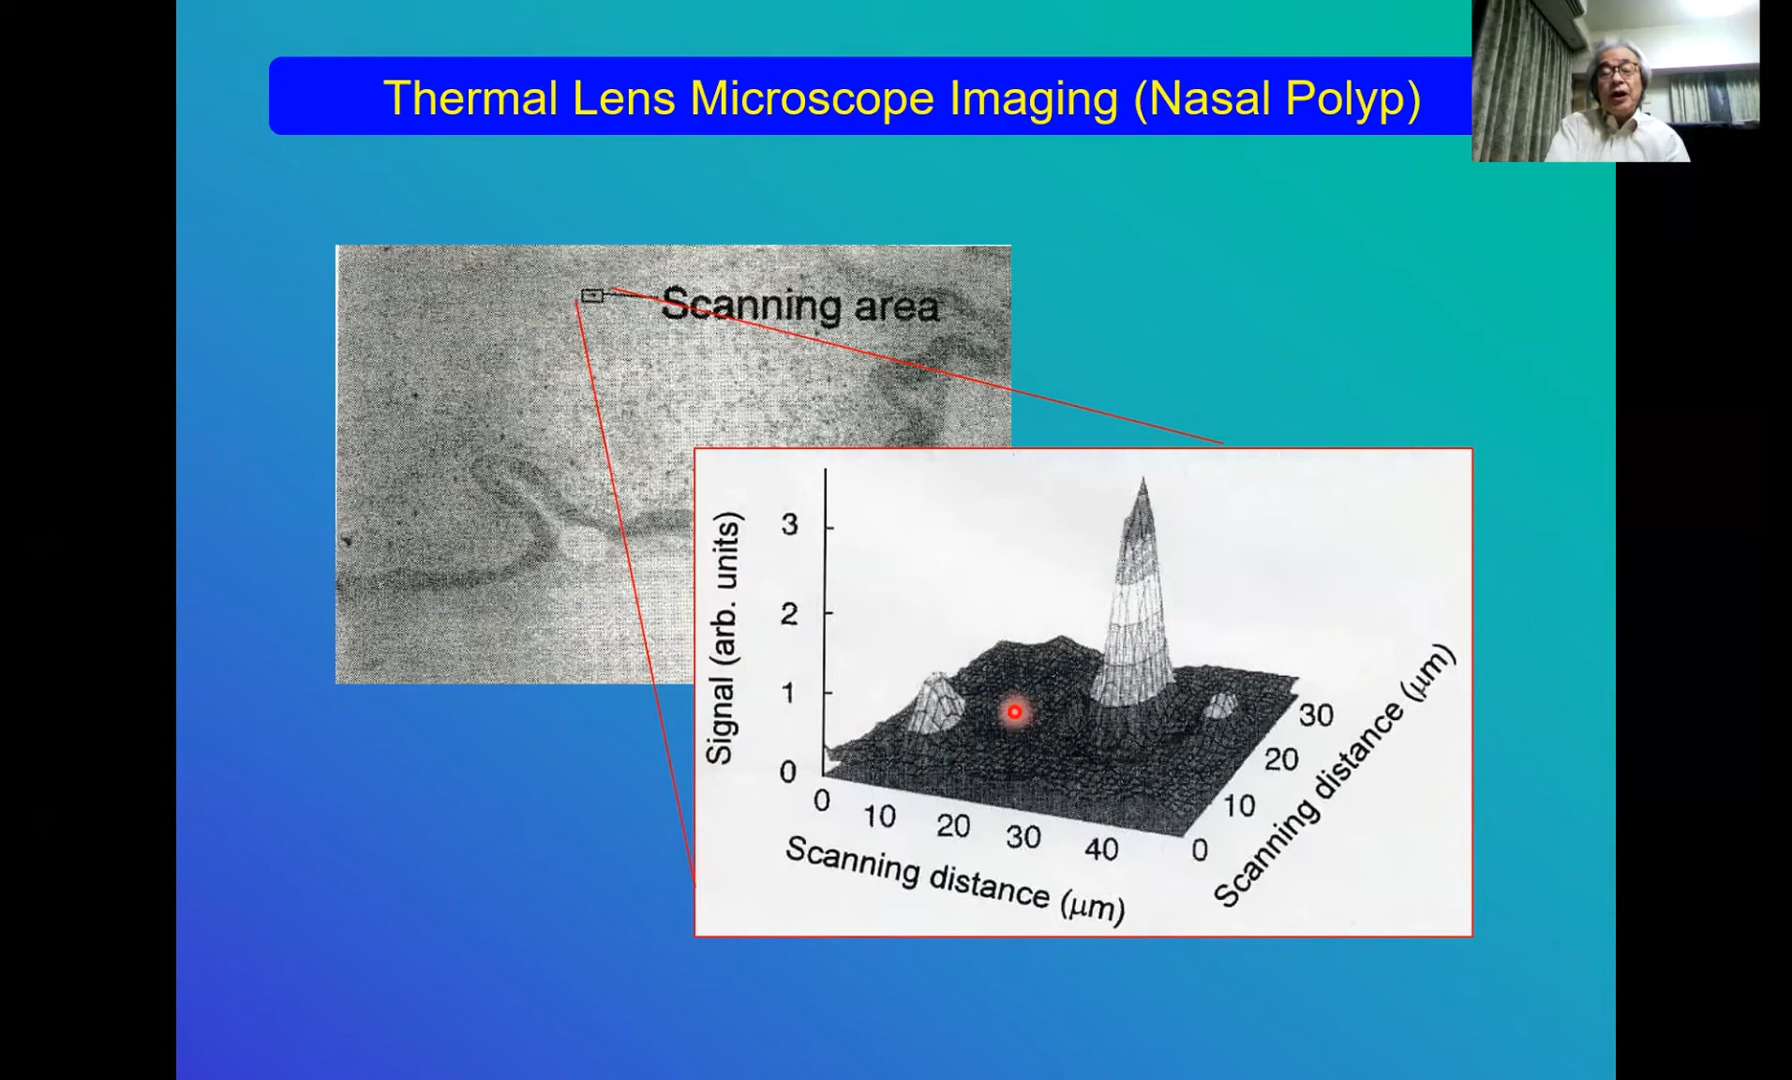 Thermal Lens Microscope Imaging (Nasal Polyp)
Scanning area
Signal (arb. units)
3
2
1
0
0
10
20
30
40
Scanning distance (μm)
0
10
20
30
Scanning distance (μm)